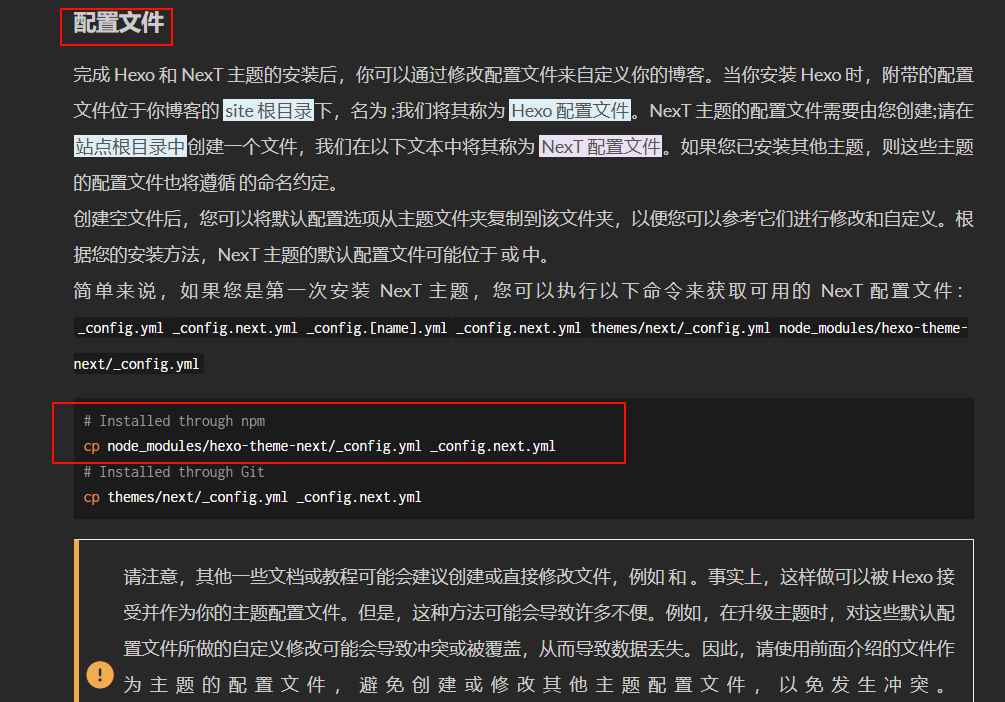 配置文件
完成 Hexo 和 NexT 主题的安装后，你可以通过修改配置文件来自定义你的博客。当你安装 Hexo 时，附带的配置
文件位于你博客的 site 根目录下，名为 ;我们将其称为 Hexo 配置文件。NexT 主题的配置文件需要由您创建;请在
站点根目录中创建一个文件，我们在以下文本中将其称为 NexT 配置文件。如果您已安装其他主题，则这些主题
的配置文件也将遵循 的命名约定。
创建空文件后，您可以将默认配置选项从主题文件夹复制到该文件夹，以便您可以参考它们进行修改和自定义。根
据您的安装方法，NexT 主题的默认配置文件可能位于 或 中。
简单来说，如果您是第一次安装 NexT 主题，您可以执行以下命令来获取可用的 NexT 配置文件：
_config.yml _config.next.yml _config.[name].yml _config.next.yml themes/next/_config.yml node_modules/hexo-theme-
next/_config.yml
# Installed through npm
cp node_modules/hexo-theme-next/_config.yml _config.next.yml
# Installed through Git
cp themes/next/_config.yml _config.next.yml
请注意，其他一些文档或教程可能会建议创建或直接修改文件，例如 和 。事实上，这样做可以被 Hexo 接
受并作为你的主题配置文件。但是，这种方法可能会导致许多不便。例如，在升级主题时，对这些默认配
置文件所做的自定义修改可能会导致冲突或被覆盖，从而导致数据丢失。因此，请使用前面介绍的文件作
为主题的配置文件，避免创建或修改其他主题配置文件，以免发生冲突。